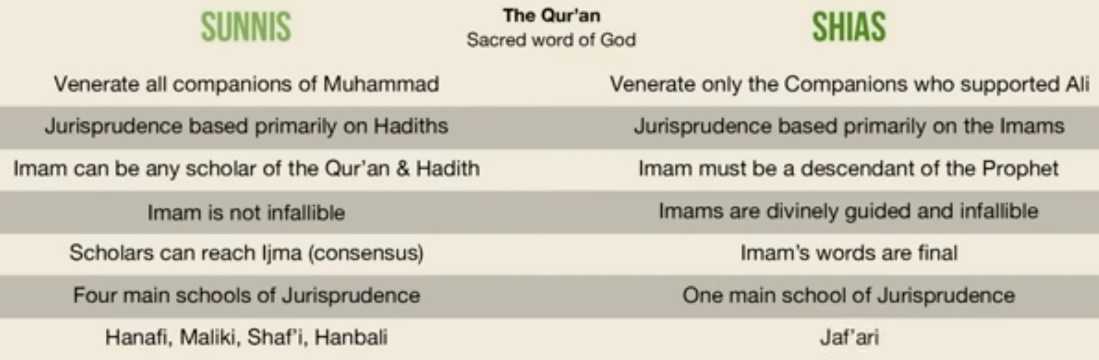 SUNNIS
The Qur'an
Sacred word of God
SHIAS
Venerate all companions of Muhammad
Venerate only the Companions who supported Ali
Jurisprudence based primarily on Hadiths
Jurisprudence based primarily on the Imams
Imam can be any scholar of the Qur'an & Hadith
Imam must be a descendant of the Prophet
Imam is not infallible
Imams are divinely guided and infallible
Scholars can reach Ijma (consensus)
Imam's words are final
Four main schools of Jurisprudence
One main school of Jurisprudence
Hanafi, Maliki, Shaf'i, Hanbali
Jaf'ari